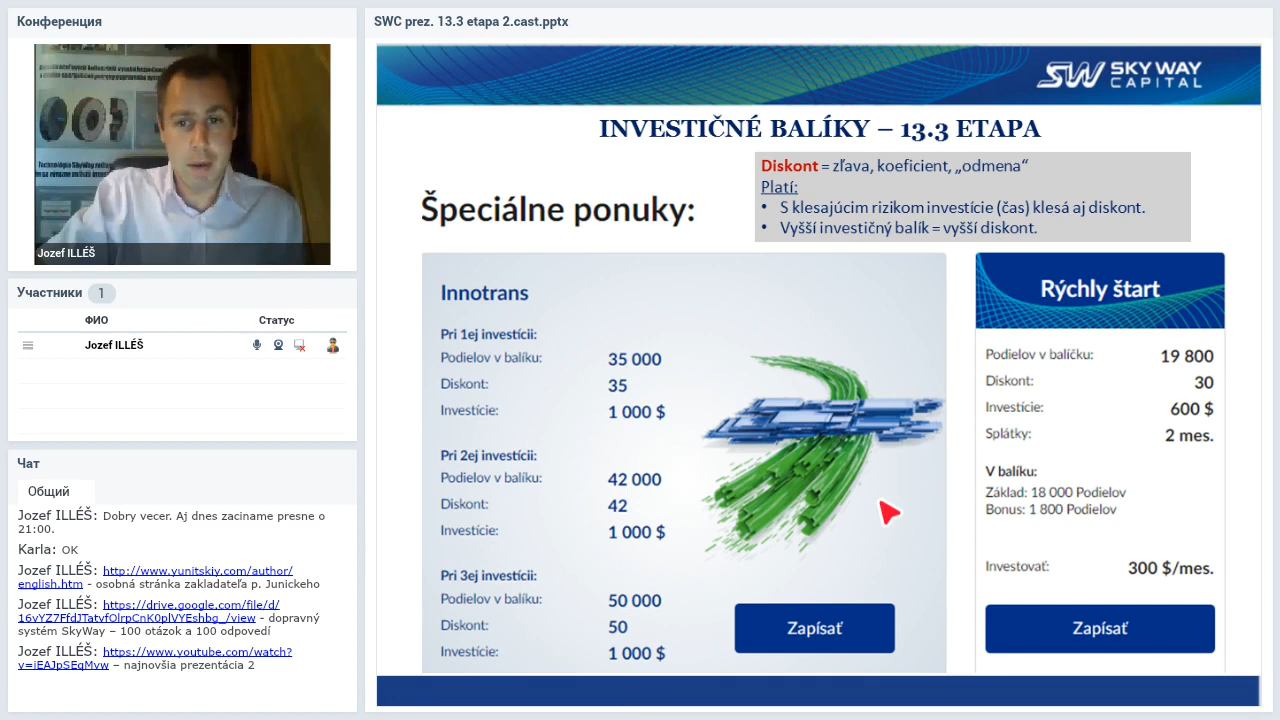 Конференция
Jozef ILLÉŠ
Участники 1
ФИО Статус
Jozef ILLÉŠ
Чат
Общий
Jozef ILLÉŠ: Dobry vecer. Aj dnes zaciname presne o
21:00.
Karla: OK
Jozef ILLÉŠ: http://www.yunitskiy.com/author/
english.htm - osobná stránka zakladateľa p. Junickeho
Jozef ILLÉŠ: https://drive.google.com/file/d/
16vYZ7FfdJTatvfOlrpCnK0plVYEshbg_/view - dopravný
systém SkyWay – 100 otázok a 100 odpovedí
Jozef ILLÉŠ: https://www.youtube.com/watch?
v=iEAJpSEqMvw – najnovšia prezentácia 2
SWC prez. 13.3 etapa 2.cast.pptx
SW SKY WAY
CAPITAL
INVESTIČNÉ BALÍKY – 13.3 ETAPA
Diskont = zľava, koeficient, „odmena“
Platí:
• S klesajúcim rizikom investície (čas) klesá aj diskont.
• Vyšší investičný balík = vyšší diskont.
Špeciálne ponuky:
Innotrans
Pri 1ej investícii:
Podielov v balíku: 35 000
Diskont: 35
Investície: 1 000 $
Pri 2ej investícii:
Podielov v balíku: 42 000
Diskont: 42
Investície: 1 000 $
Pri 3ej investícii:
Podielov v balíku: 50 000
Diskont: 50
Investície: 1 000 $
Zapísať
Rýchly štart
Podielov v balíčku: 19 800
Diskont: 30
Investície: 600 $
Splátky: 2 mes.
V balíku:
Základ: 18 000 Podielov
Bonus: 1 800 Podielov
Investovať: 300 $/mes.
Zapísať